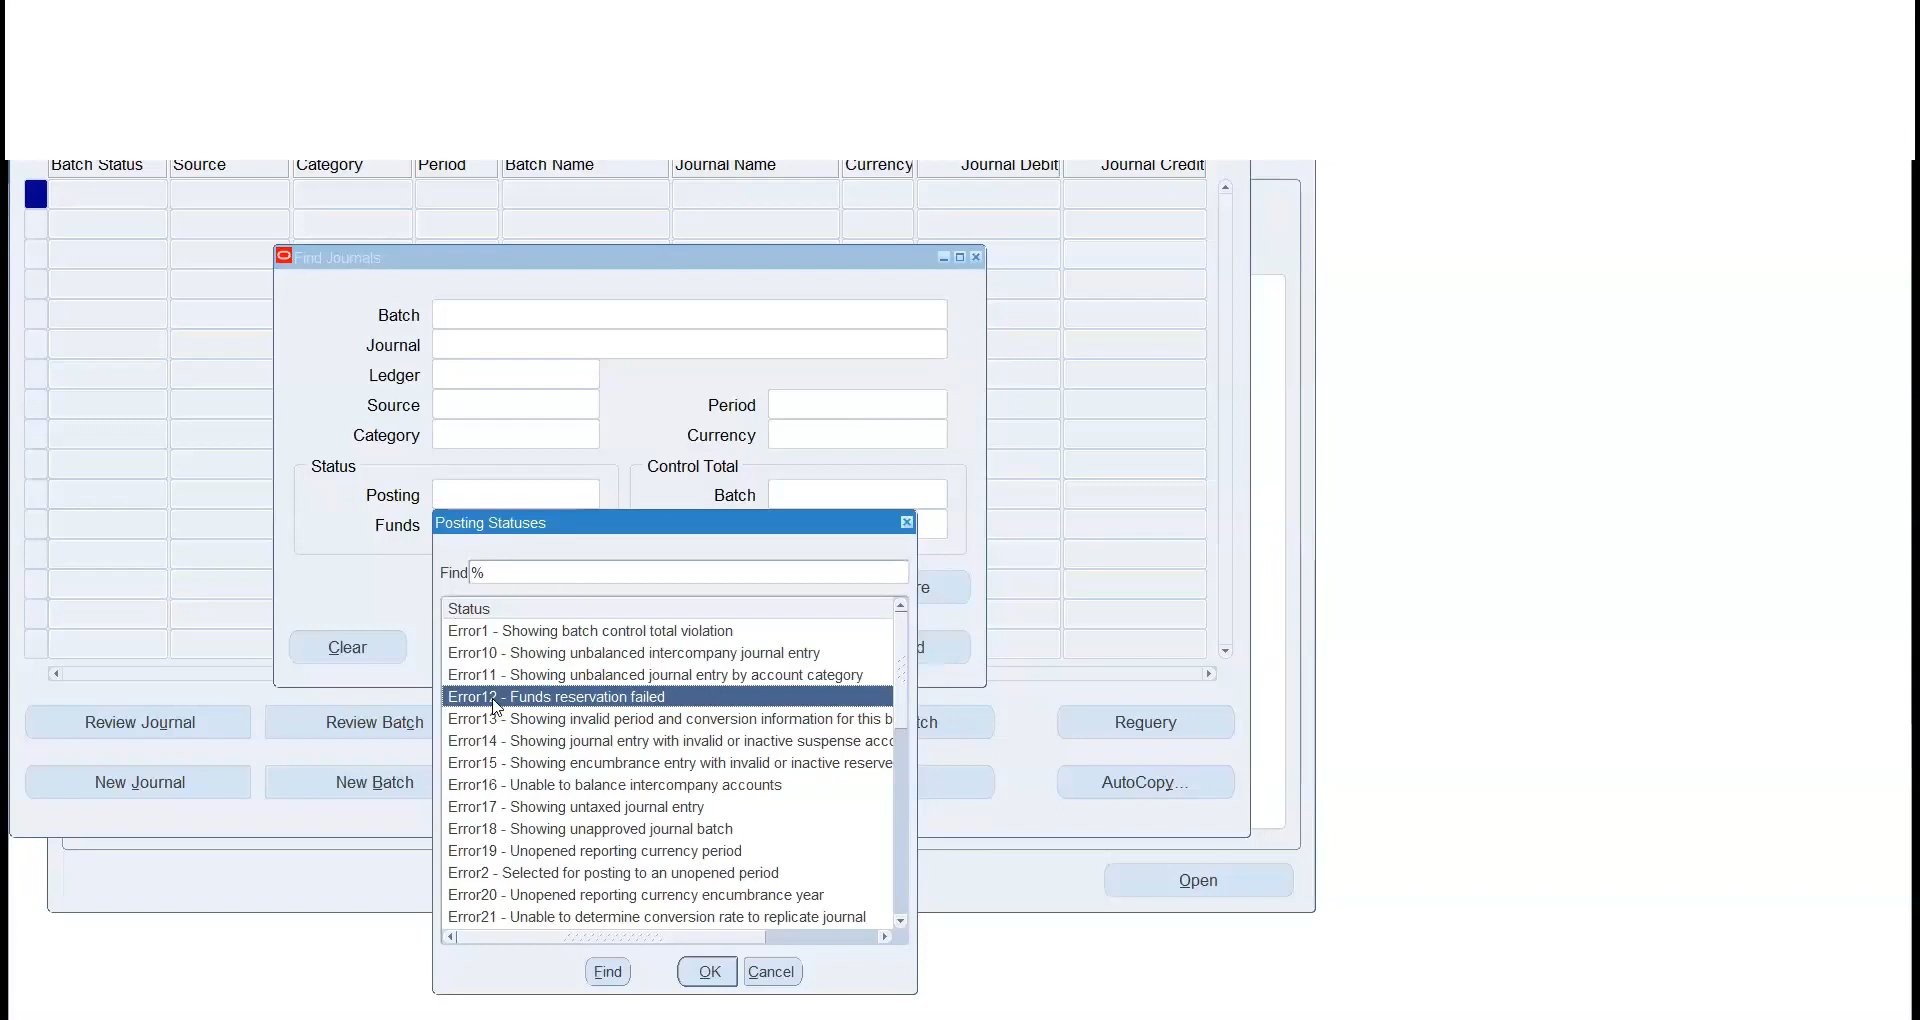 Batch Status Source Category Period Batch Name Journal Name Currency Journal Debit Journal Credit
Find Journals
Batch
Journal
Ledger
Source Period
Category Currency
Status Control Total
Posting Batch
Funds
Posting Statuses
Find %
re
Status
Error1 - Showing batch control total violation
Error10 - Showing unbalanced intercompany journal entry
Clear d
Error11 - Showing unbalanced journal entry by account category
Error12 - Funds reservation failed
Error13 - Showing invalid period and conversion information for this b
Review Journal Review Batch tch Requery
Error14 - Showing journal entry with invalid or inactive suspense acco
Error15 - Showing encumbrance entry with invalid or inactive reserve
New Journal New Batch AutoCopy...
Error16 - Unable to balance intercompany accounts
Error17 - Showing untaxed journal entry
Error18 - Showing unapproved journal batch
Error19 - Unopened reporting currency period
Error2 - Selected for posting to an unopened period
Open
Error20 - Unopened reporting currency encumbrance year
Error21 - Unable to determine conversion rate to replicate journal
Find OK Cancel